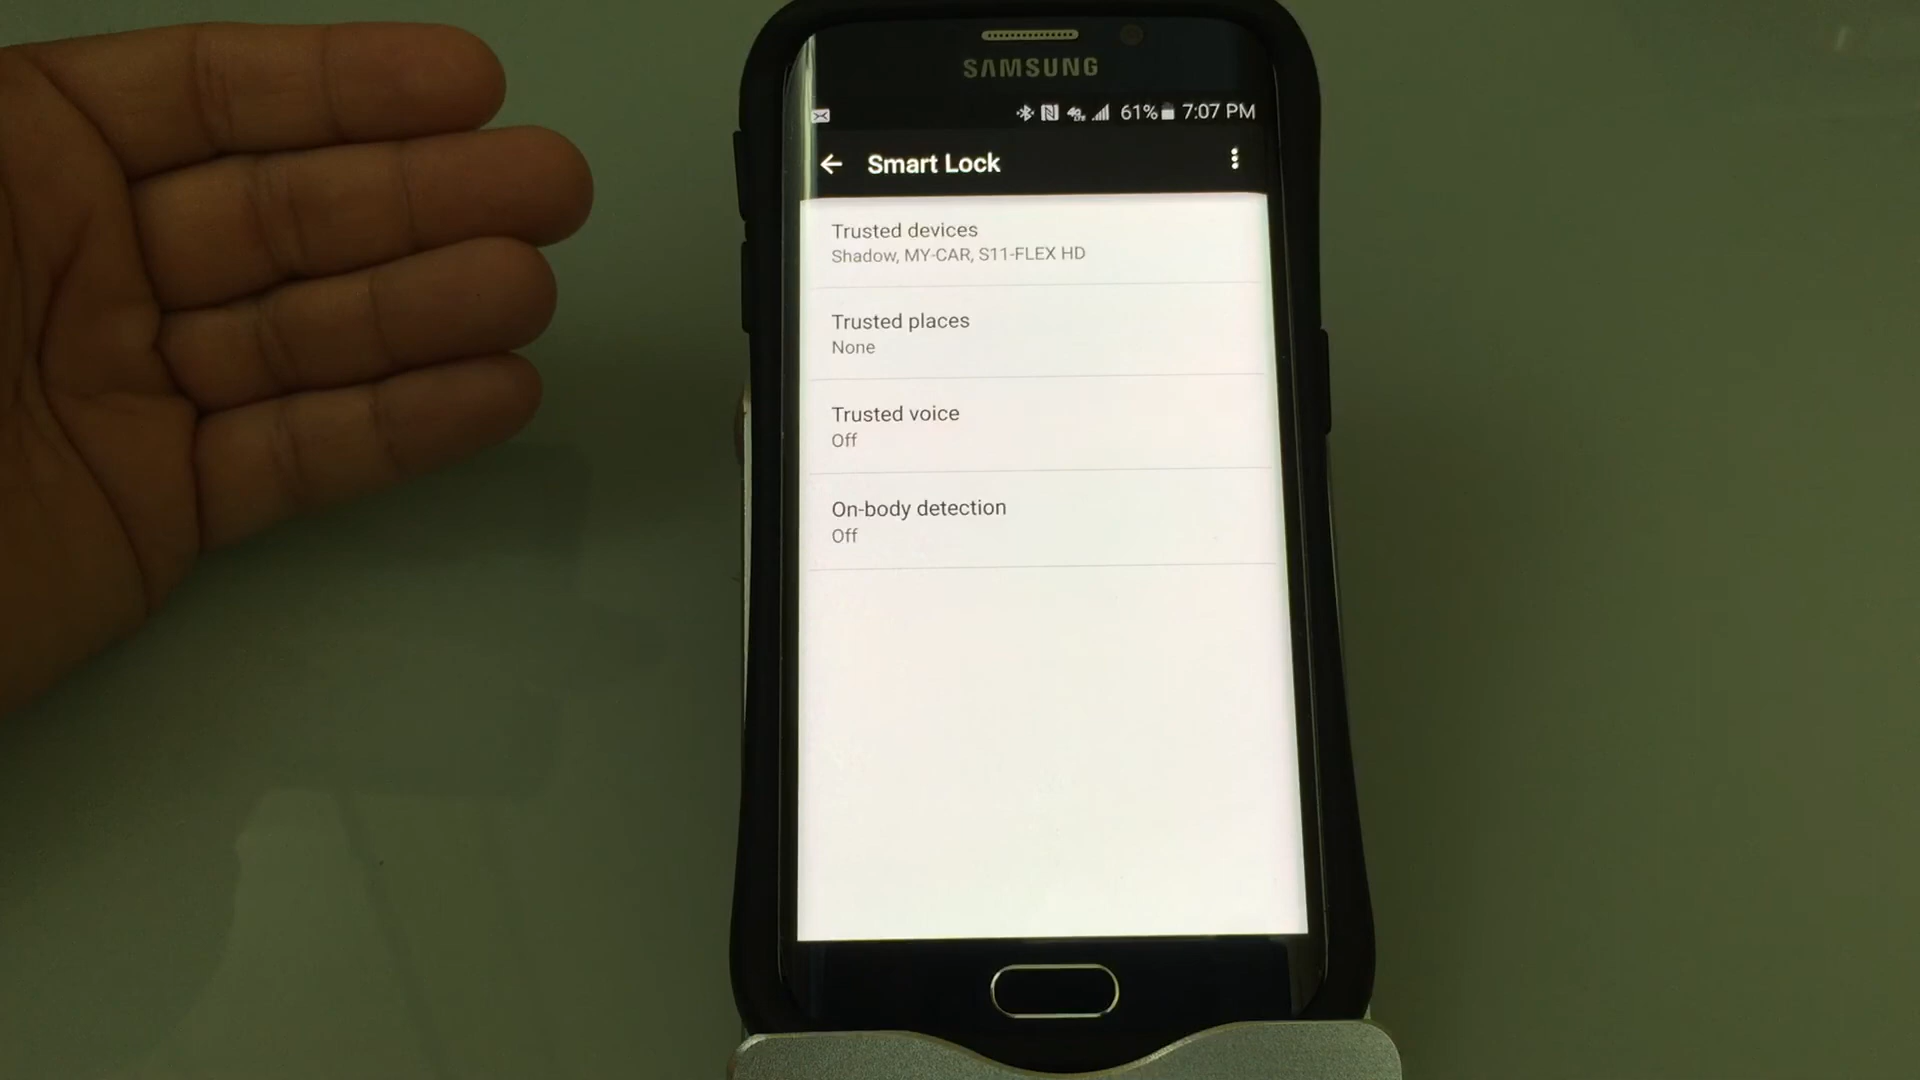 SAMSUNG
61% 7:07 PM
Smart Lock
Trusted devices
Shadow, MY-CAR, S11-FLEX HD
Trusted places
None
Trusted voice
Off
On-body detection
Off